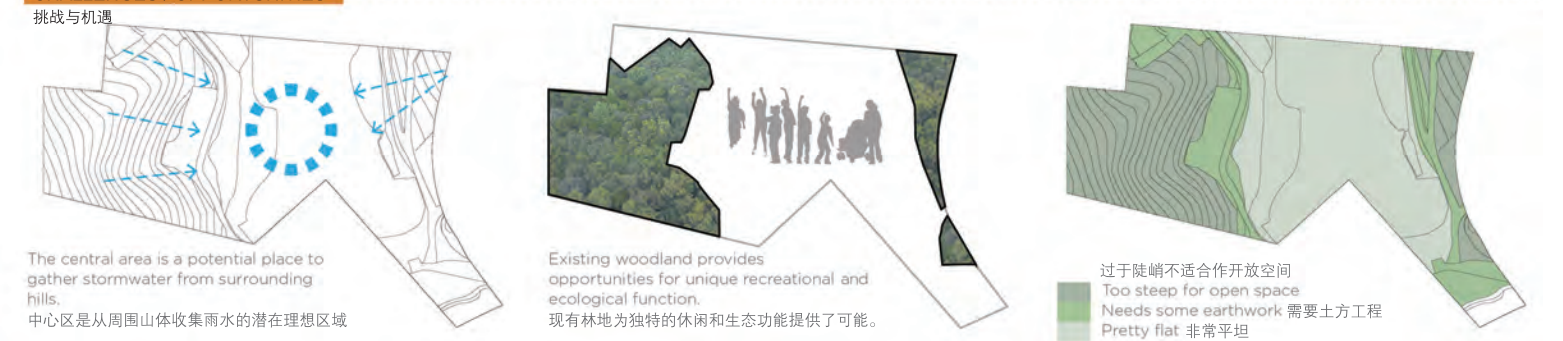 挑战与机遇
The central area is a potential place to
gather stormwater from surrounding
hills.
中心区是从周围山体收集雨水的潜在理想区域
Existing woodland provides
opportunities for unique recreational and
ecological function.
现有林地为独特的休闲和生态功能提供了可能。
过于陡峭不适合作开放空间
Too steep for open space
Needs some earthwork 需要土方工程
Pretty flat 非常平坦